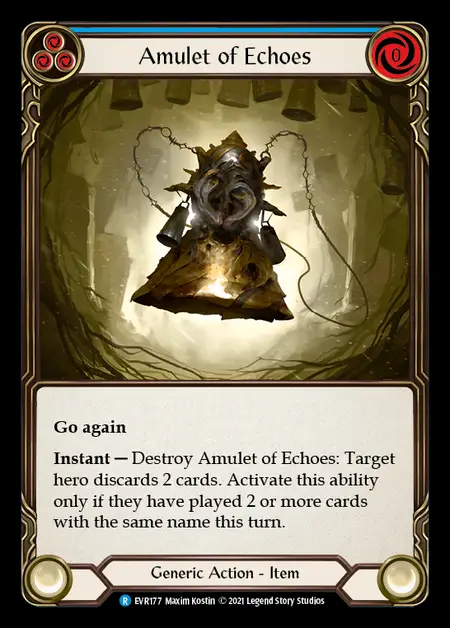 Amulet of Echoes
0
Go again
Instant — Destroy Amulet of Echoes: Target
hero discards 2 cards. Activate this ability
only if they have played 2 or more cards
with the same name this turn.
Generic Action - Item
R EVR177 Maxim Kostin © 2021 Legend Story Studios